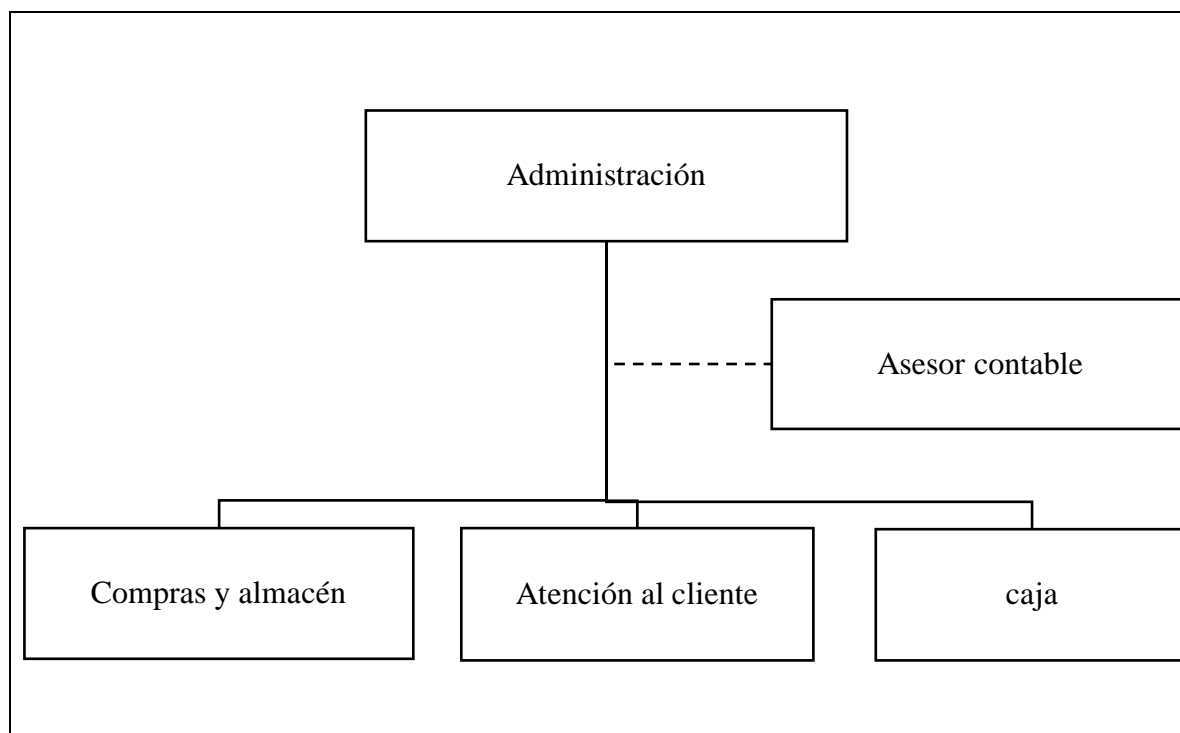 Administración
Asesor contable
Compras y almacén
Atención al cliente
caja